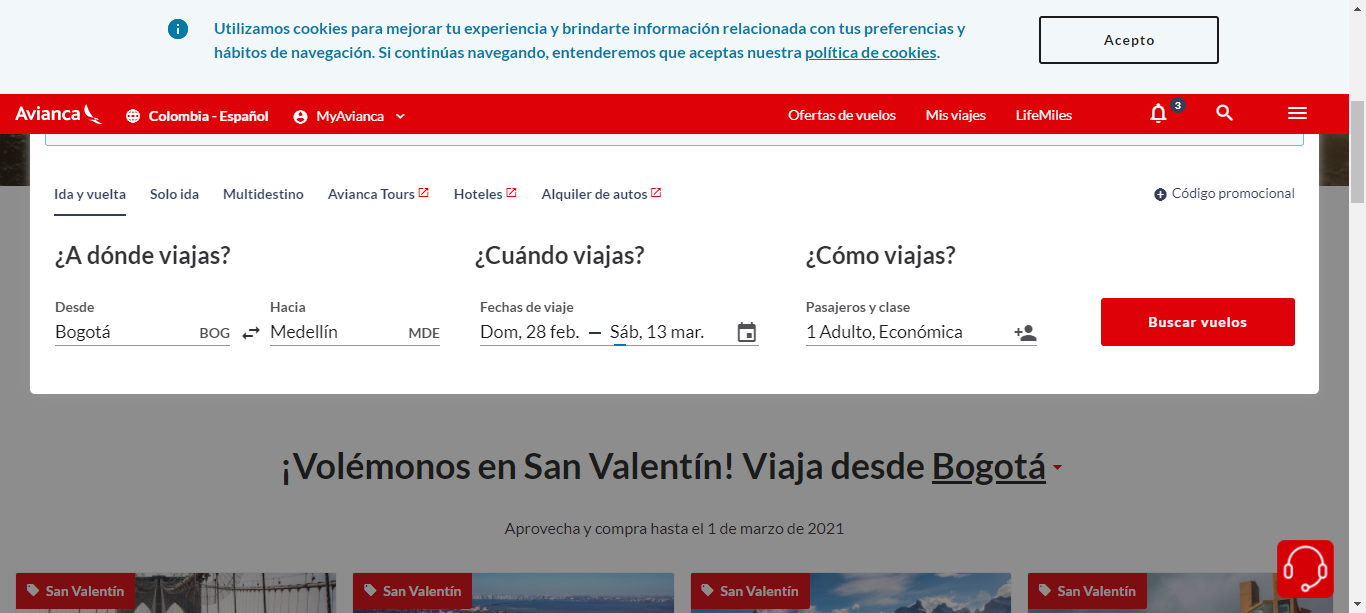 Utilizamos cookies para mejorar tu experiencia y brindarte información relacionada con tus preferencias y
hábitos de navegación. Si continúas navegando, entenderemos que aceptas nuestra política de cookies.
Acepto
Avianca
Colombia - Español
MyAvianca
Ofertas de vuelos
Mis viajes
LifeMiles
3
Ida y vuelta
Solo ida
Multidestino
Avianca Tours
Hoteles
Alquiler de autos
Código promocional
¿A dónde viajas?
¿Cuándo viajas?
¿Cómo viajas?
Desde
Hacia
Fechas de viaje
Pasajeros y clase
Bogotá BOG
Medellín MDE
Dom, 28 feb. — Sáb, 13 mar.
1 Adulto, Económica
Buscar vuelos
¡Volémonos en San Valentín! Viaja desde Bogotá
Aprovecha y compra hasta el 1 de marzo de 2021
San Valentín
San Valentín
San Valentín
San Valentín